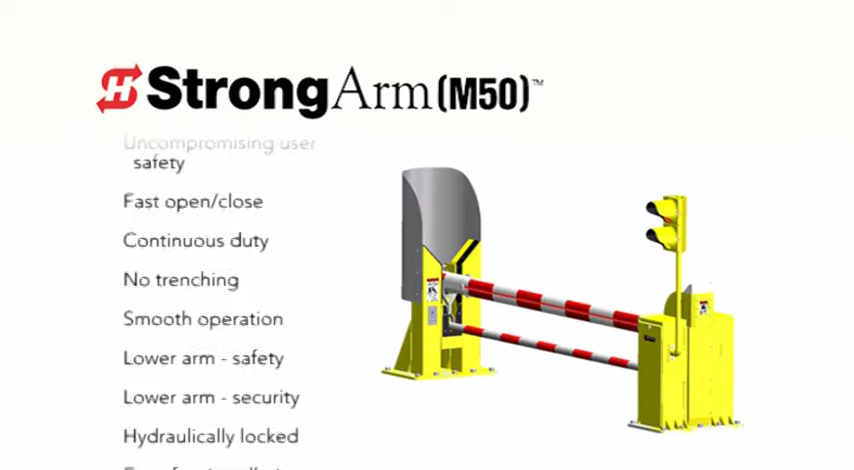 H StrongArm(M50)™
Uncompromising user
safety
Fast open/close
Continuous duty
No trenching
Smooth operation
Lower arm - safety
Lower arm - security
Hydraulically locked